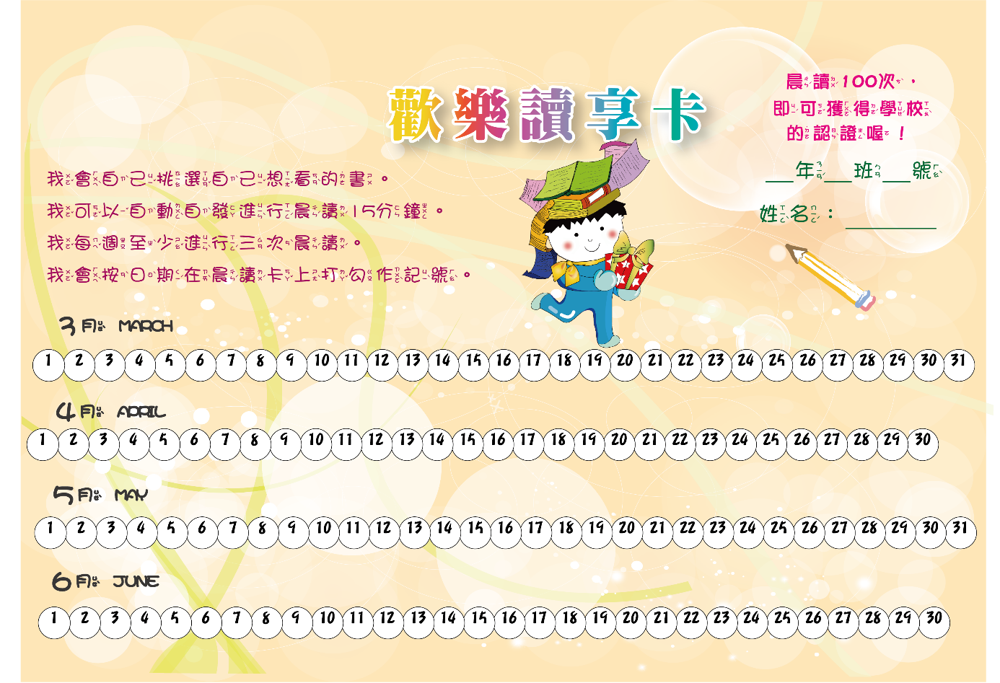 歡樂讀享卡
晨讀100次，
即可獲得學校
的認證喔！
___年___班___號
姓名：__________
我會自己挑選自己想看的書。
我可以自動自發進行晨讀15分鐘。
我每週至少進行三次晨讀。
我會按日期在晨讀卡上打勾作記號。
3月 MARCH
1 2 3 4 5 6 7 8 9 10 11 12 13 14 15 16 17 18 19 20 21 22 23 24 25 26 27 28 29 30 31
4月 APRIL
1 2 3 4 5 6 7 8 9 10 11 12 13 14 15 16 17 18 19 20 21 22 23 24 25 26 27 28 29 30
5月 MAY
1 2 3 4 5 6 7 8 9 10 11 12 13 14 15 16 17 18 19 20 21 22 23 24 25 26 27 28 29 30 31
6月 JUNE
1 2 3 4 5 6 7 8 9 10 11 12 13 14 15 16 17 18 19 20 21 22 23 24 25 26 27 28 29 30